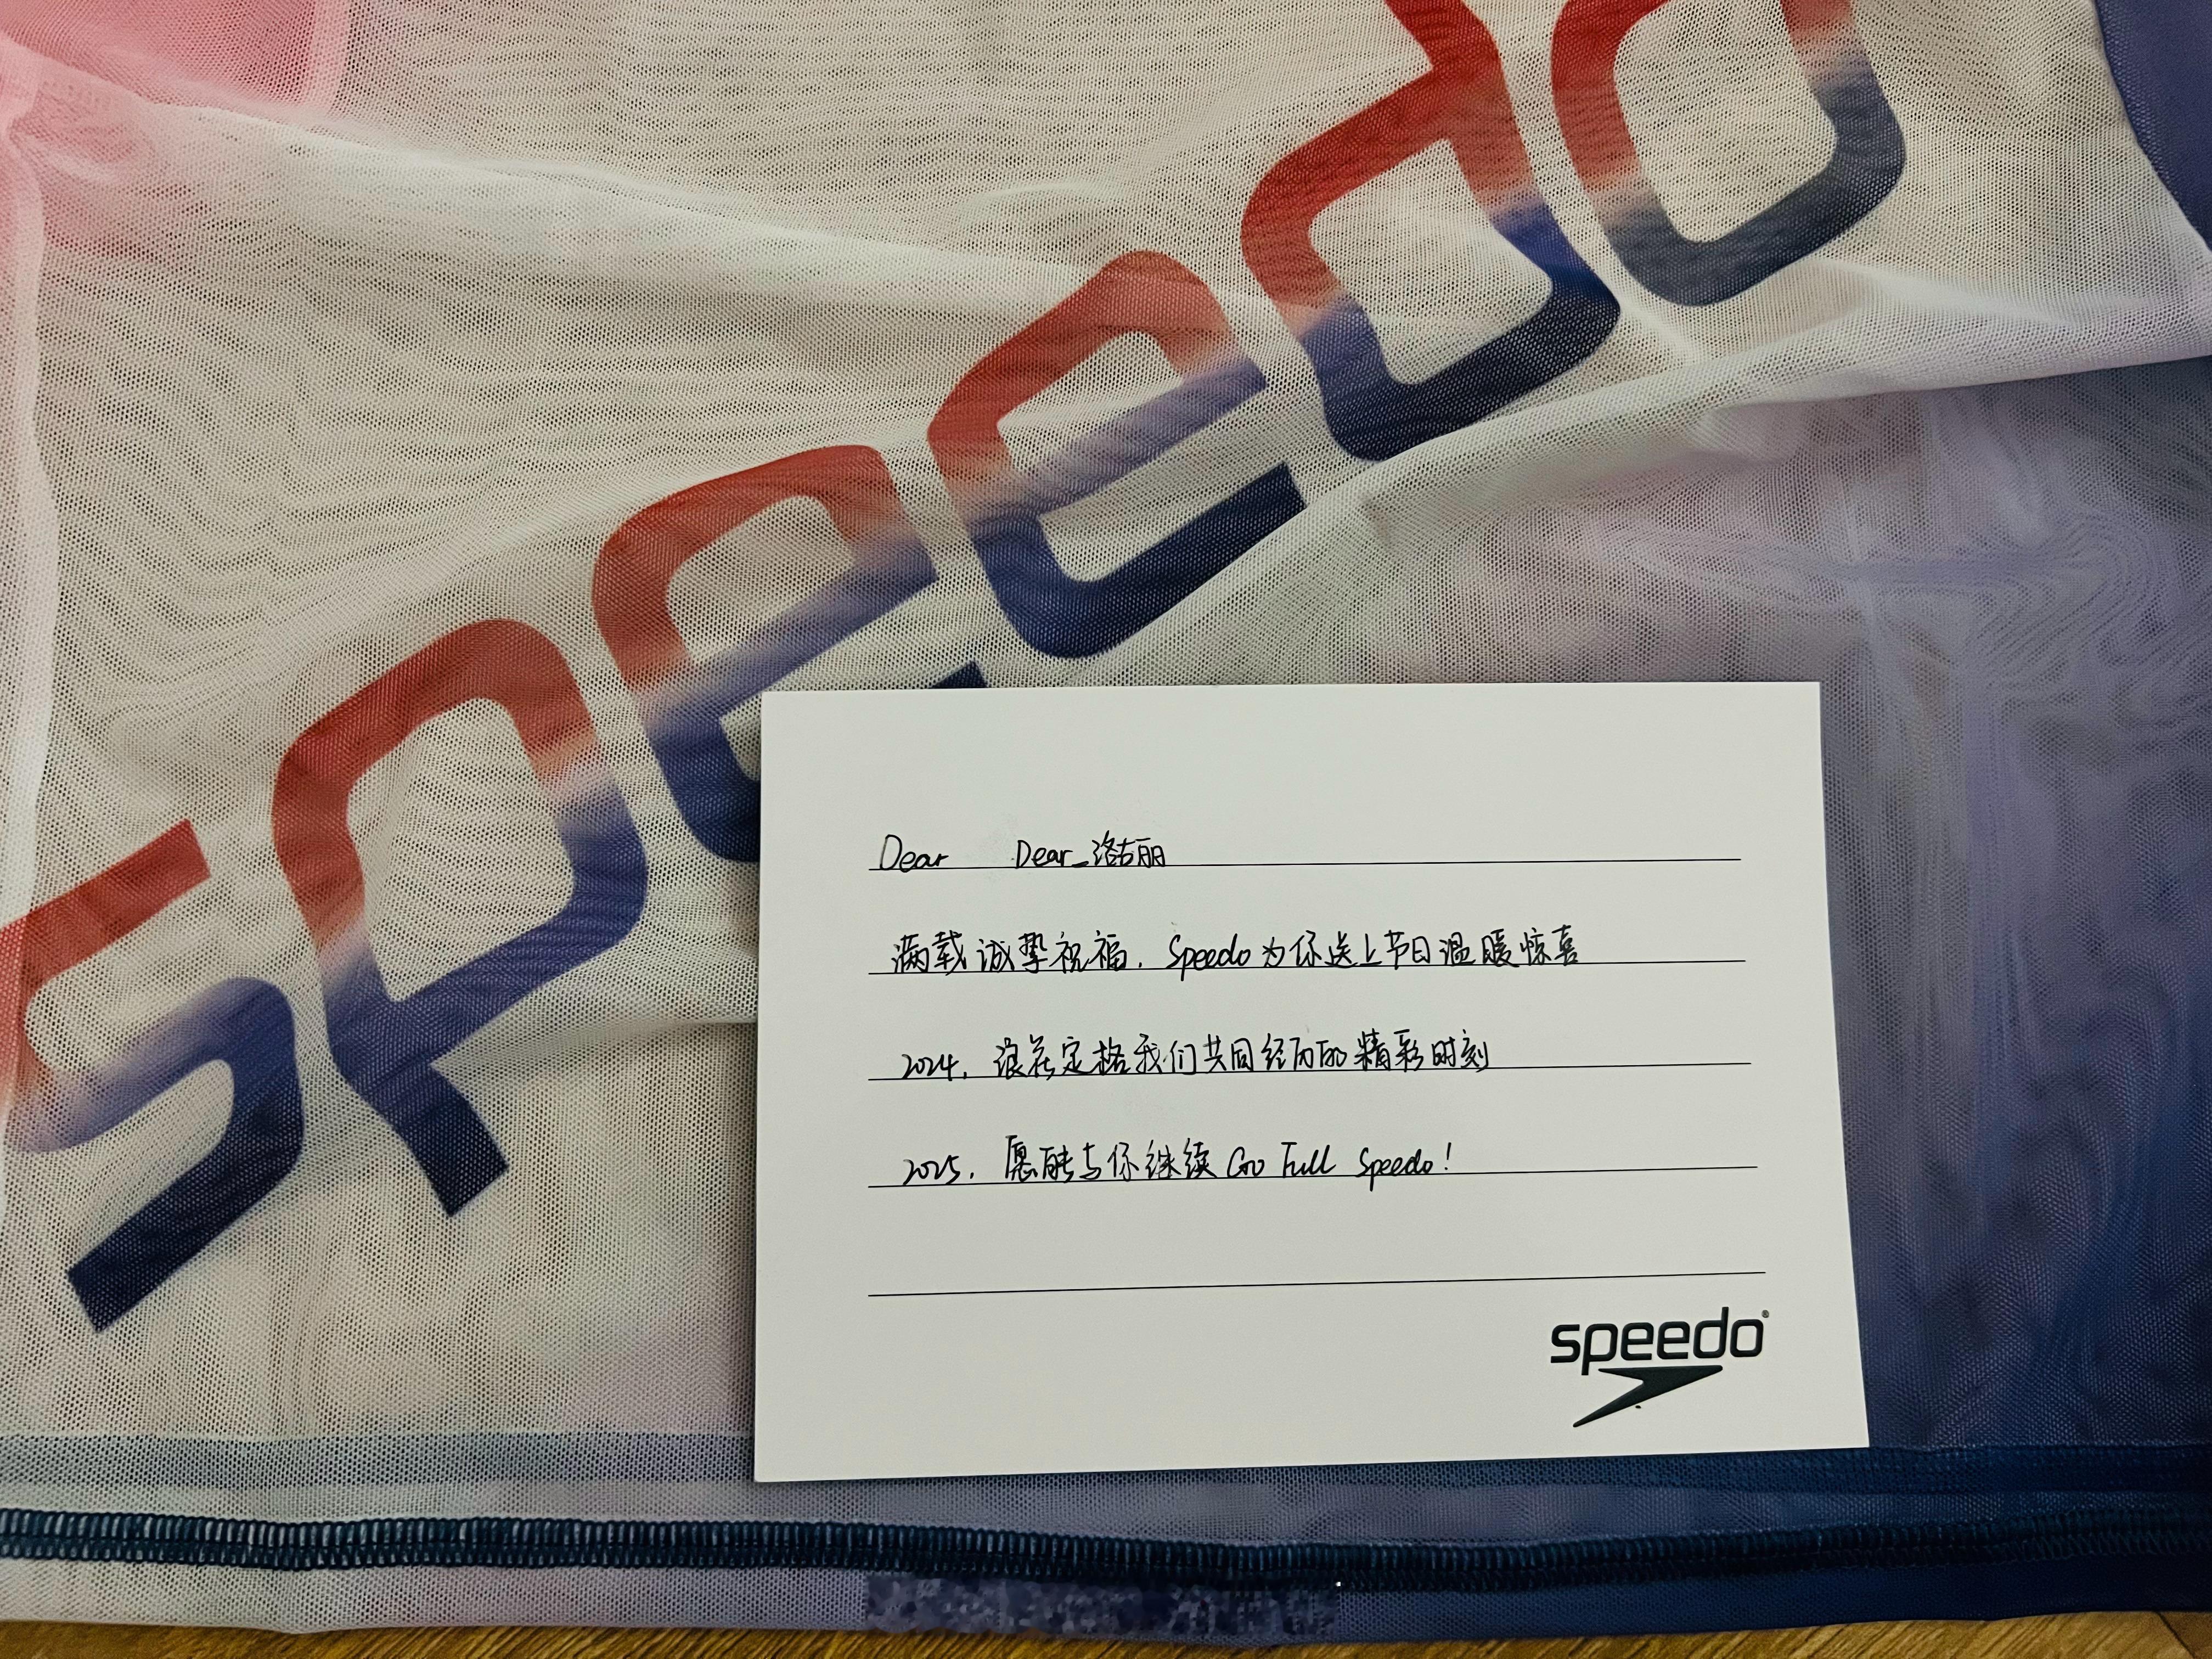 speedo
Dear Dear_洛古丽
满载诚挚祝福,Speedo为你送上节日温暖惊喜
2024,浪花定格我们共同经历的精彩时刻
2025,愿能与你继续Go Full Speedo!
speedo®